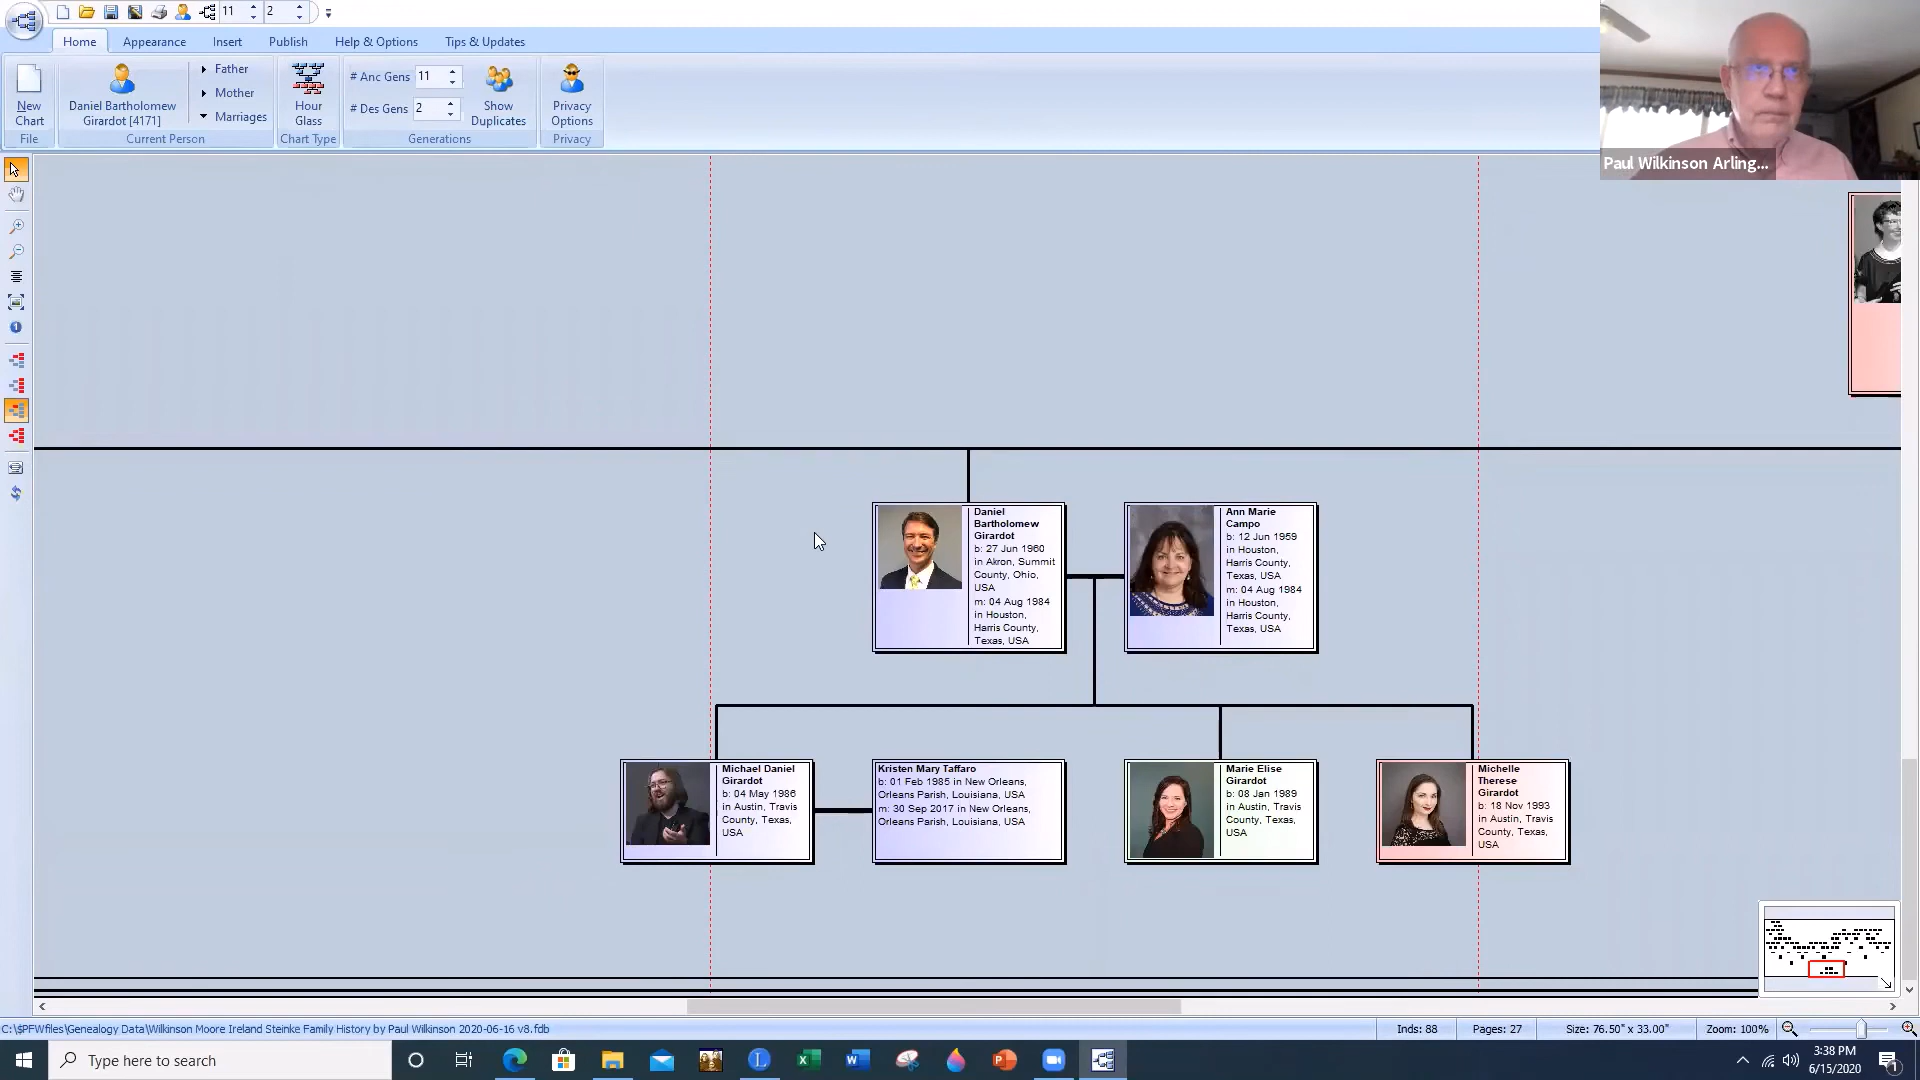 11
2
Home
Appearance
Insert
Publish
Help & Options
Tips & Updates
New
Chart
File
Daniel Bartholomew
Girardot [4171]
Father
Mother
Marriages
Current Person
Hour
Glass
Chart Type
# Anc Gens 11
# Des Gens 2
Show
Duplicates
Generations
Privacy
Options
Privacy
Paul Wilkinson Arling...
Daniel
Bartholomew
Girardot
b: 27 Jun 1960
in Akron, Summit
County, Ohio,
USA
m: 04 Aug 1984
in Houston,
Harris County,
Texas, USA
Ann Marie
Campo
b: 12 Jun 1959
in Houston,
Harris County,
Texas, USA
m: 04 Aug 1984
in Houston,
Harris County,
Texas, USA
Michael Daniel
Girardot
b: 04 May 1986
in Austin, Travis
County, Texas,
USA
Kristen Mary Taffaro
b: 01 Feb 1985 in New Orleans,
Orleans Parish, Louisiana, USA
m: 30 Sep 2017 in New Orleans,
Orleans Parish, Louisiana, USA
Marie Elise
Girardot
b: 08 Jan 1989
in Austin, Travis
County, Texas,
USA
Michelle
Therese
Girardot
b: 18 Nov 1993
in Austin, Travis
County, Texas,
USA
C:\$PFWfiles\Genealogy Data\Wilkinson Moore Ireland Steinke Family History by Paul Wilkinson 2020-06-16 v8.fdb
Inds: 88
Pages: 27
Size: 76.50" x 33.00"
Zoom: 100%
Type here to search
3:38 PM
6/15/2020